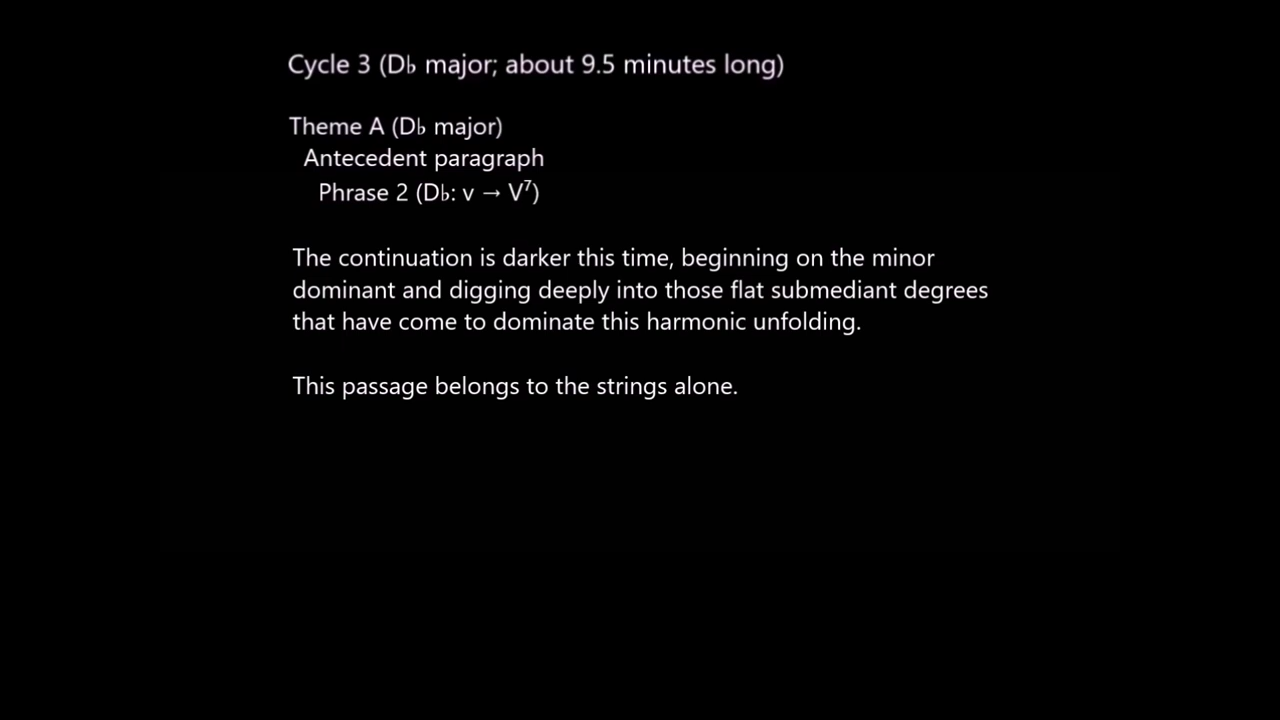 Cycle 3 (D♭ major; about 9.5 minutes long)
Theme A (D♭ major)
Antecedent paragraph
Phrase 2 (D♭: v → V⁷)
The continuation is darker this time, beginning on the minor
dominant and digging deeply into those flat submediant degrees
that have come to dominate this harmonic unfolding.
This passage belongs to the strings alone.